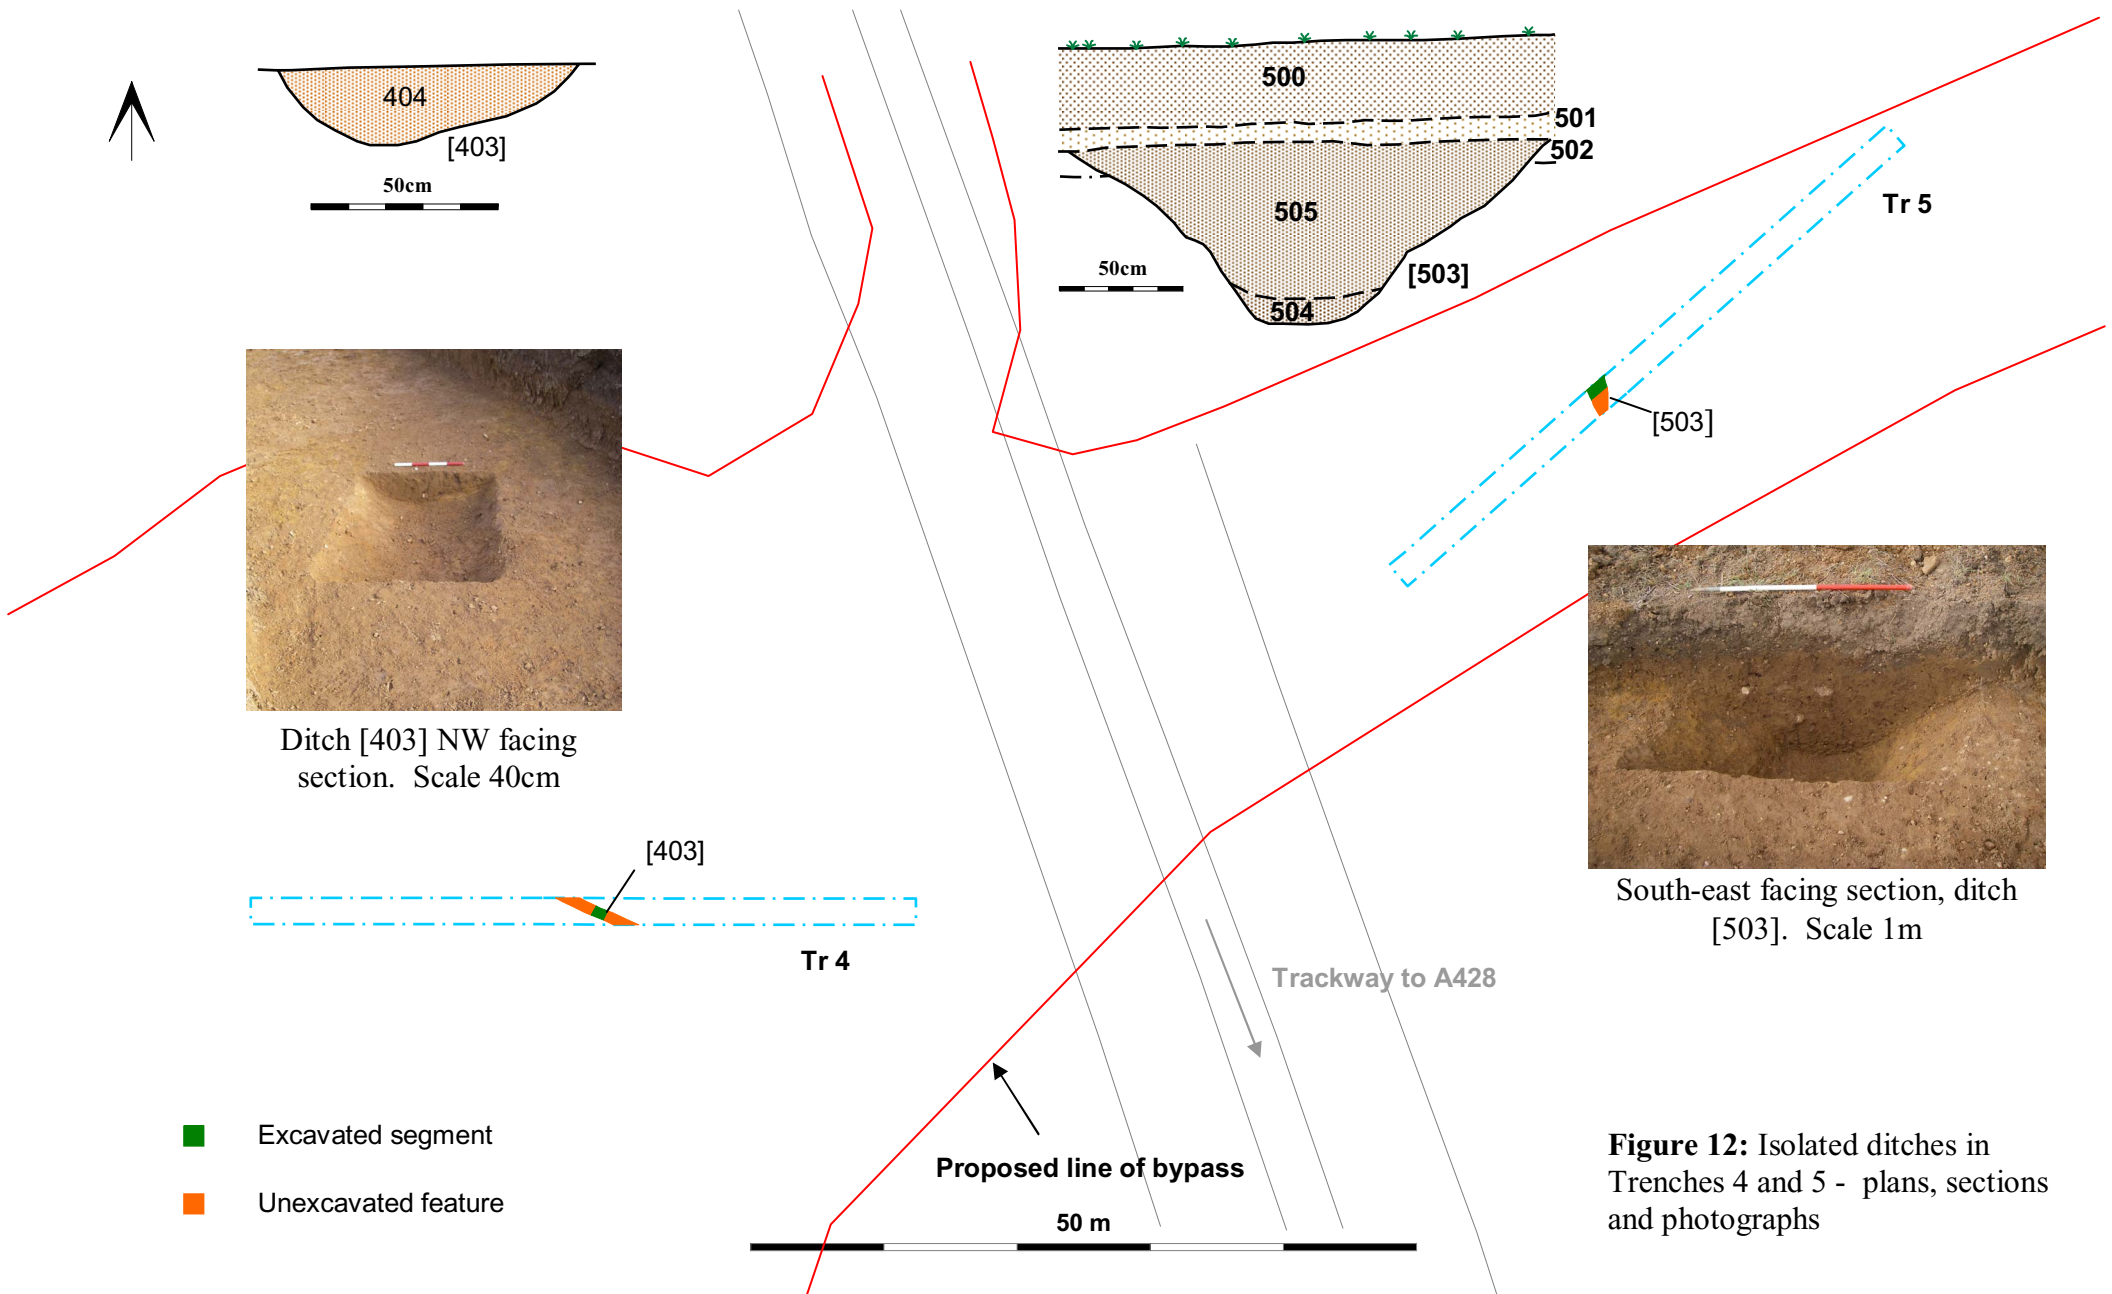 404
[403]
50cm
500
501
502
505
[503]
504
50cm
Tr 5
[503]
Ditch [403] NW facing
section.  Scale 40cm
[403]
Tr 4
South-east facing section, ditch
[503].  Scale 1m
Trackway to A428
Proposed line of bypass
50 m
Excavated segment
Unexcavated feature
Figure 12: Isolated ditches in
Trenches 4 and 5 -  plans, sections
and photographs